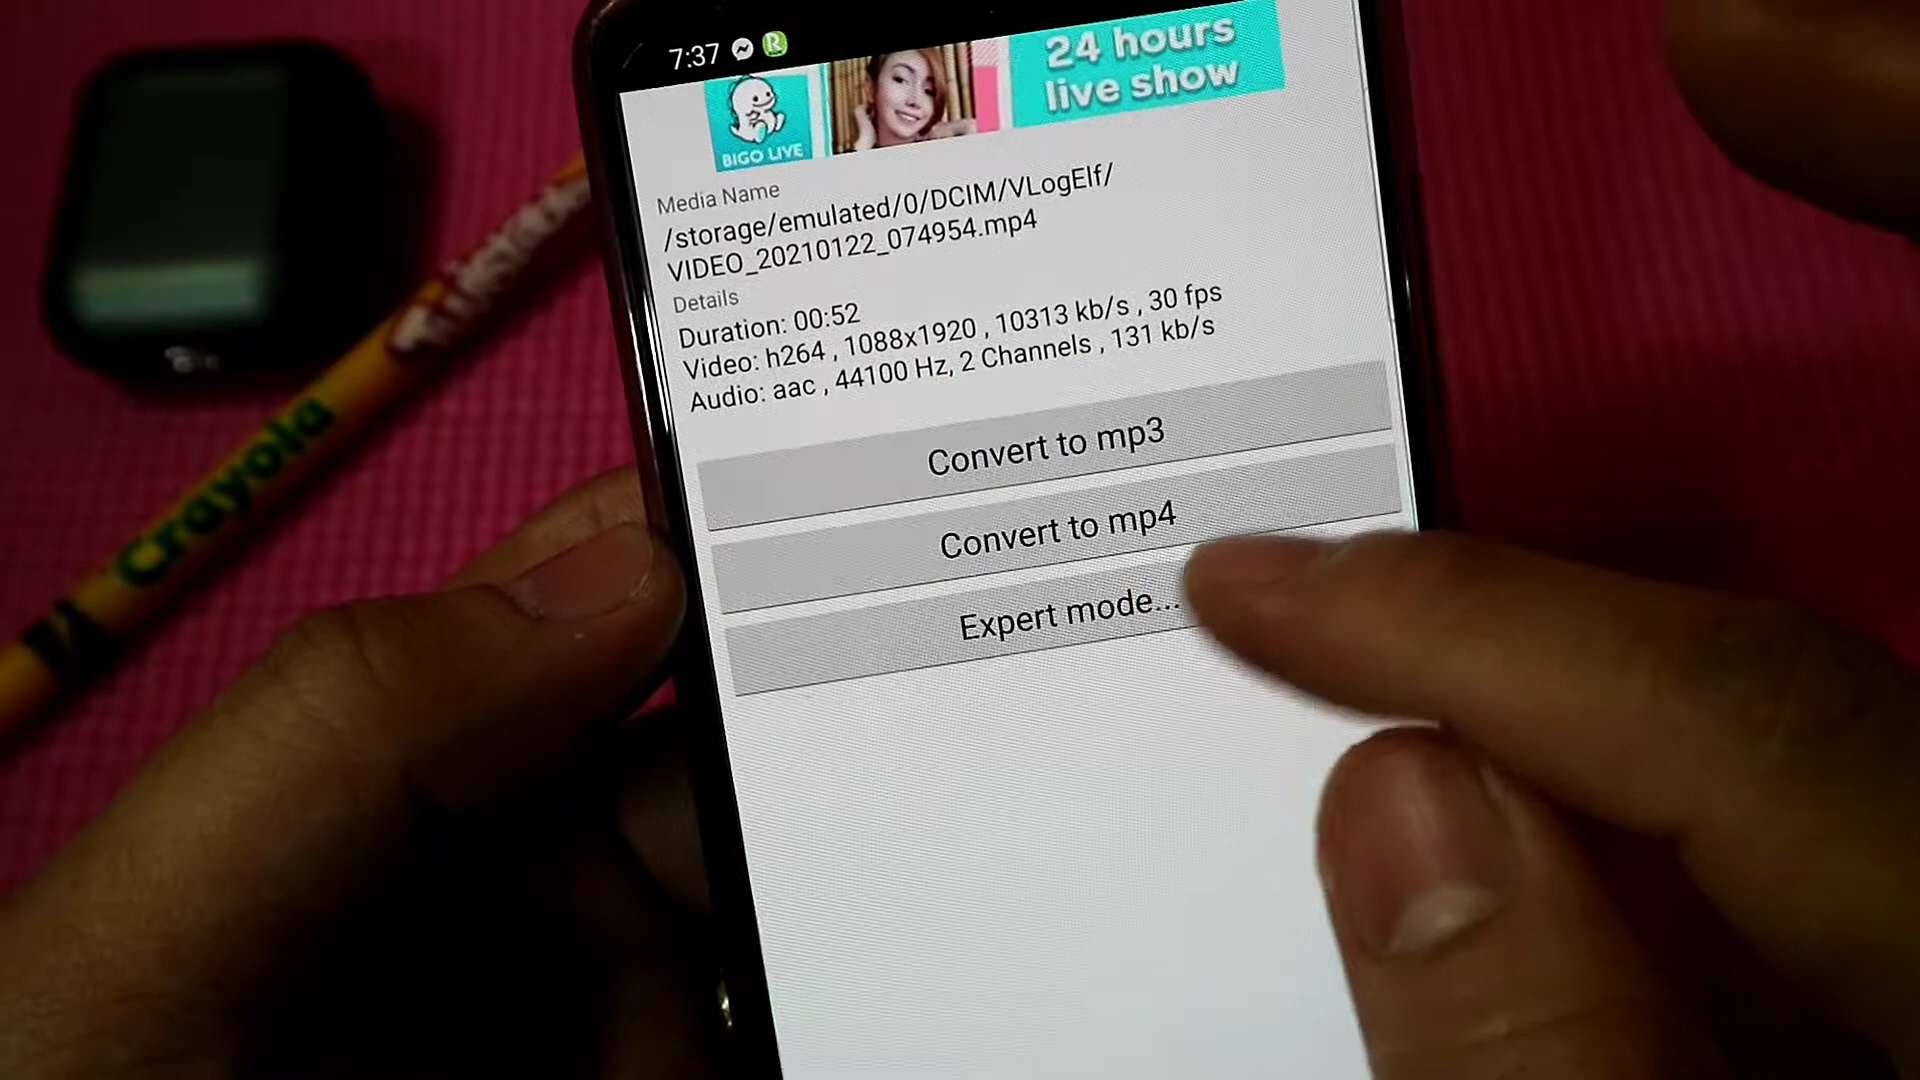 7:37
24 hours
live show
BIGO LIVE
Media Name
/storage/emulated/0/DCIM/VLogElf/
VIDEO_20210122_074954.mp4
Details
Duration: 00:52
Video: h264 , 1088x1920 , 10313 kb/s , 30 fps
Audio: aac , 44100 Hz, 2 Channels , 131 kb/s
Convert to mp3
Convert to mp4
Expert mode...
Crayola